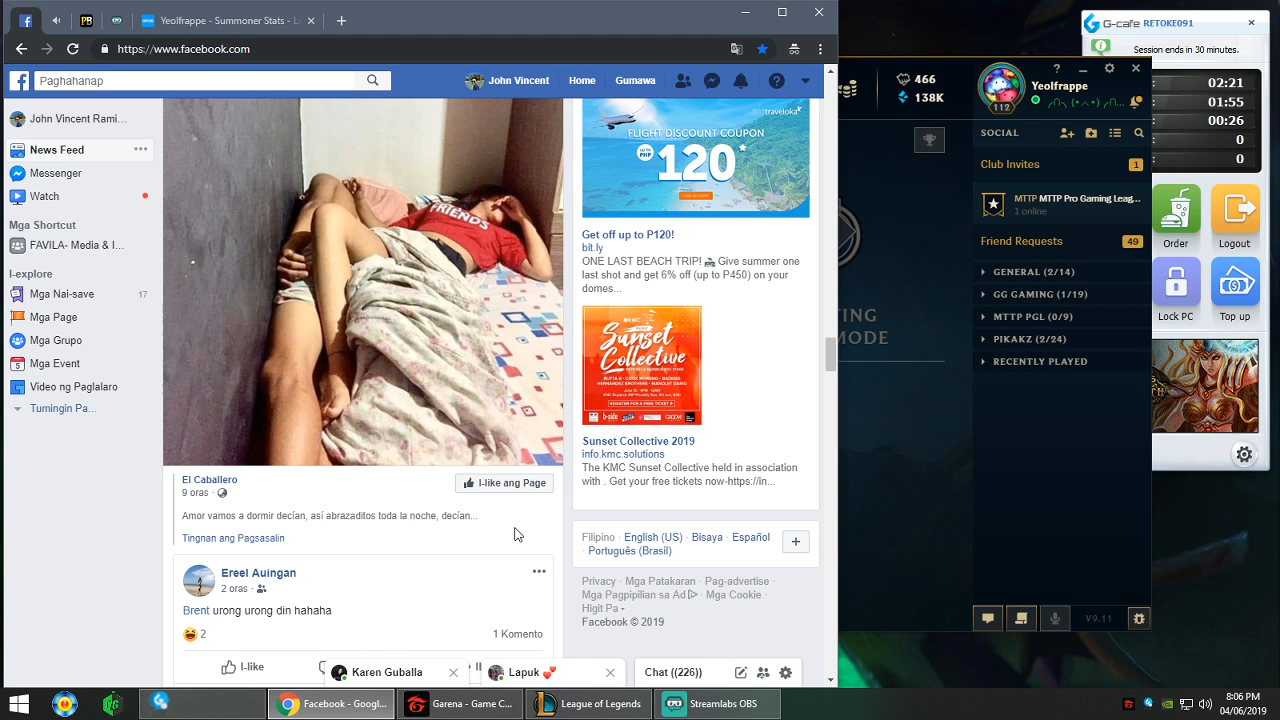 Yeolfrappe - Summoner Stats - L
https://www.facebook.com
Paghahanap
John Vincent
Home
Gumawa
John Vincent Rami...
News Feed
Messenger
Watch
Mga Shortcut
FAVILA- Media & I...
I-explore
Mga Nai-save 17
Mga Page
Mga Grupo
Mga Event
Video ng Paglalaro
Tumingin Pa...
FRIENDS
El Caballero
9 oras
I-like ang Page
Amor vamos a dormir decían, así abrazaditos toda la noche, decían...
Tingnan ang Pagsasalin
Ereel Auingan
2 oras
Brent urong urong din hahaha
2
1 Komento
I-like
Karen Guballa
Lapuk
Chat ((226))
traveloka
FLIGHT DISCOUNT COUPON
UP TO PHP 120*
Get off up to P120!
bit.ly
ONE LAST BEACH TRIP! Give summer one
last shot and get 6% off (up to P450) on your
domes...
KMC
Sunset
Collective
REGISTER FOR A FREE TICKET
Sunset Collective 2019
info.kmc.solutions
The KMC Sunset Collective held in association
with . Get your free tickets now-https://in...
Filipino · English (US) · Bisaya · Español
· Português (Brasil)
Privacy · Mga Patakaran · Pag-advertise ·
Mga Pagpipilian sa Ad · Mga Cookie ·
Higit Pa
Facebook © 2019
466
138K
TING
MODE
Yeolfrappe
112
SOCIAL
Club Invites 1
MTTP MTTP Pro Gaming Leag...
1 online
Friend Requests 49
GENERAL (2/14)
GG GAMING (1/19)
MTTP PGL (0/9)
PIKAKZ (2/24)
RECENTLY PLAYED
V9.11
G-cafe RETOKE091
Session ends in 30 minutes.
: 02:21
: 01:55
: 00:26
: 0
: 0
Order
Logout
Lock PC
Top up
Facebook - Googl...
Garena - Game C...
League of Legends
Streamlabs OBS
8:06 PM
04/06/2019